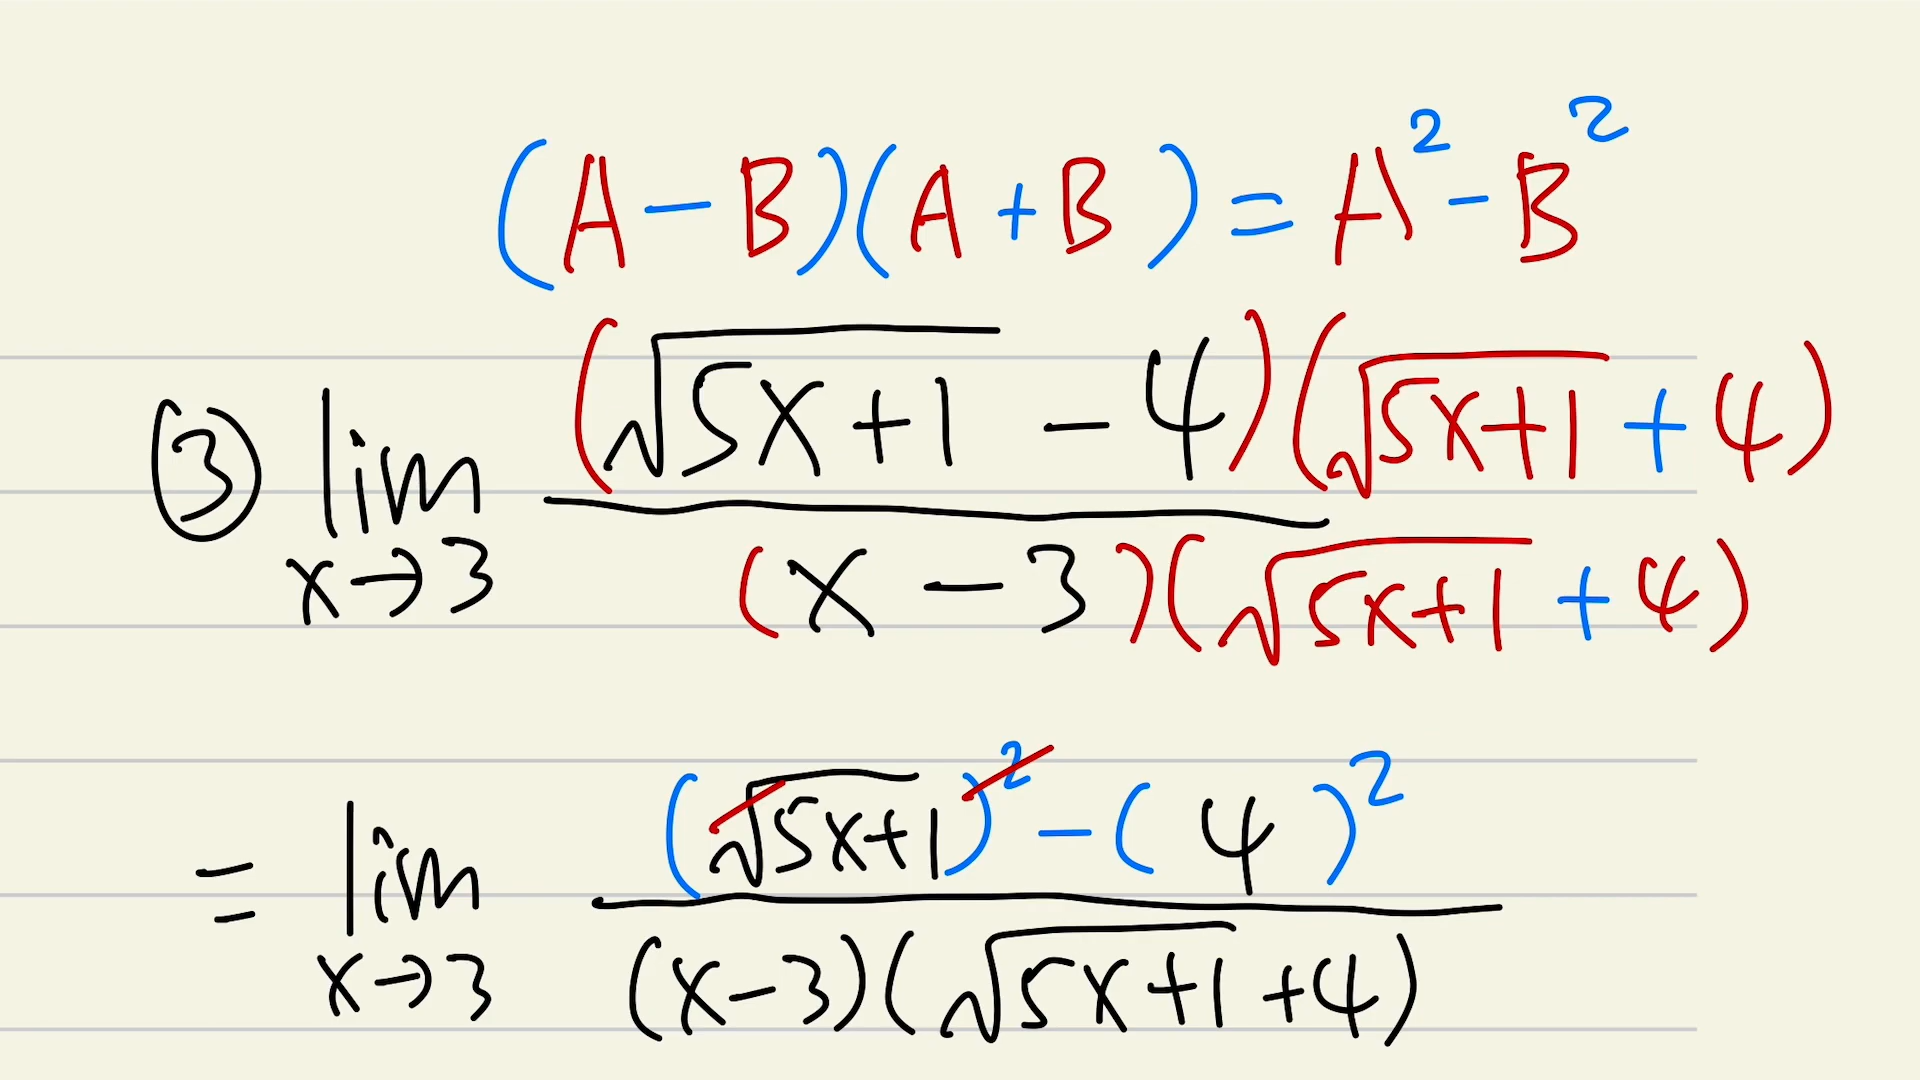 (A - B)(A + B) = A² - B²
(√5x+1 - 4)(√5x+1 + 4)
③ lim
x→3 (x - 3)(√5x+1 + 4)
(√5x+1)² - (4)²
= lim
x→3 (x-3)(√5x+1 +4)